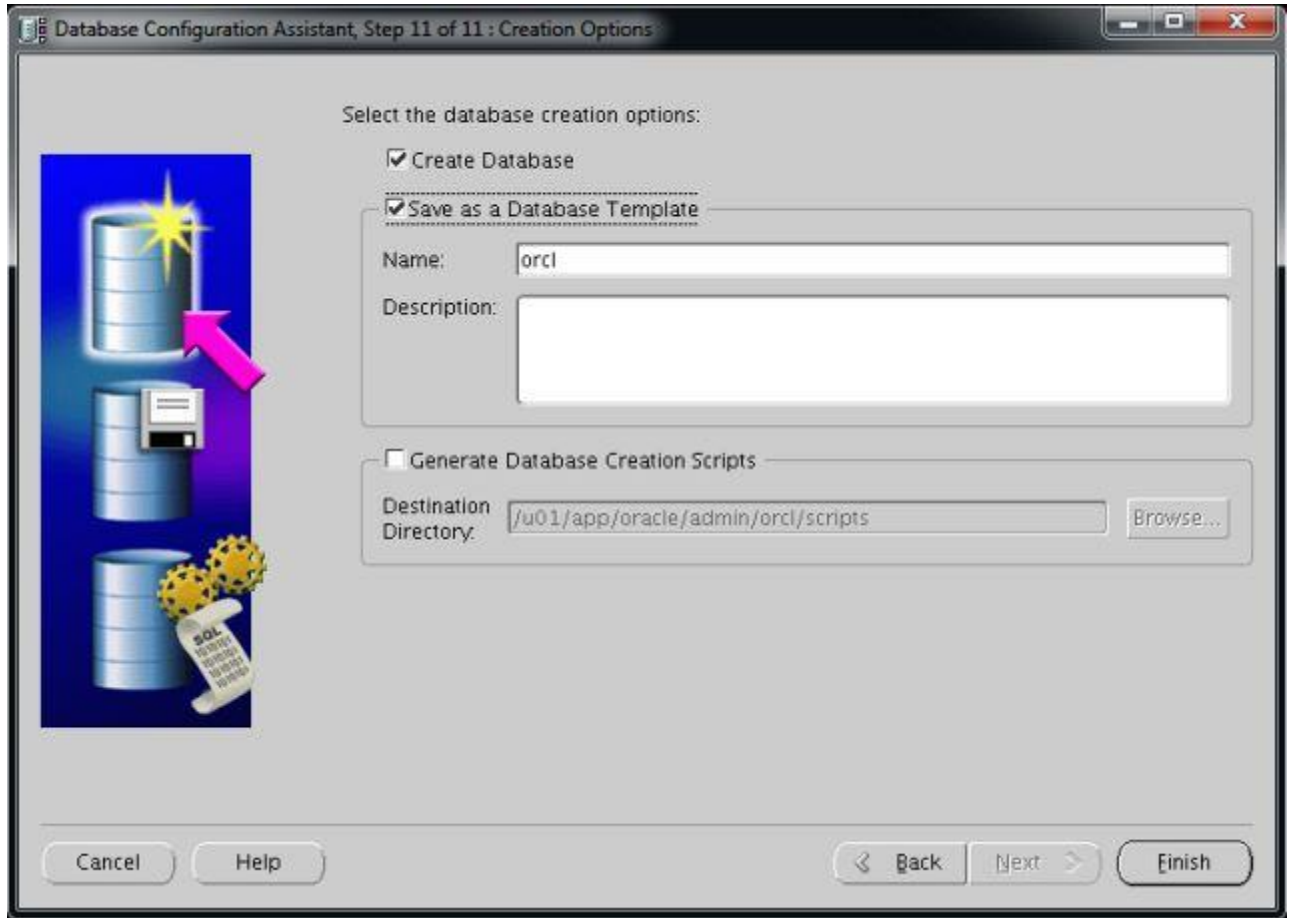 Database Configuration Assistant, Step 11 of 11 : Creation Options
Select the database creation options:
Create Database
Save as a Database Template
Name: orcl
Description:
Generate Database Creation Scripts
Destination
Directory: /u01/app/oracle/admin/orcl/scripts Browse...
SQL
Cancel Help Back Next Finish